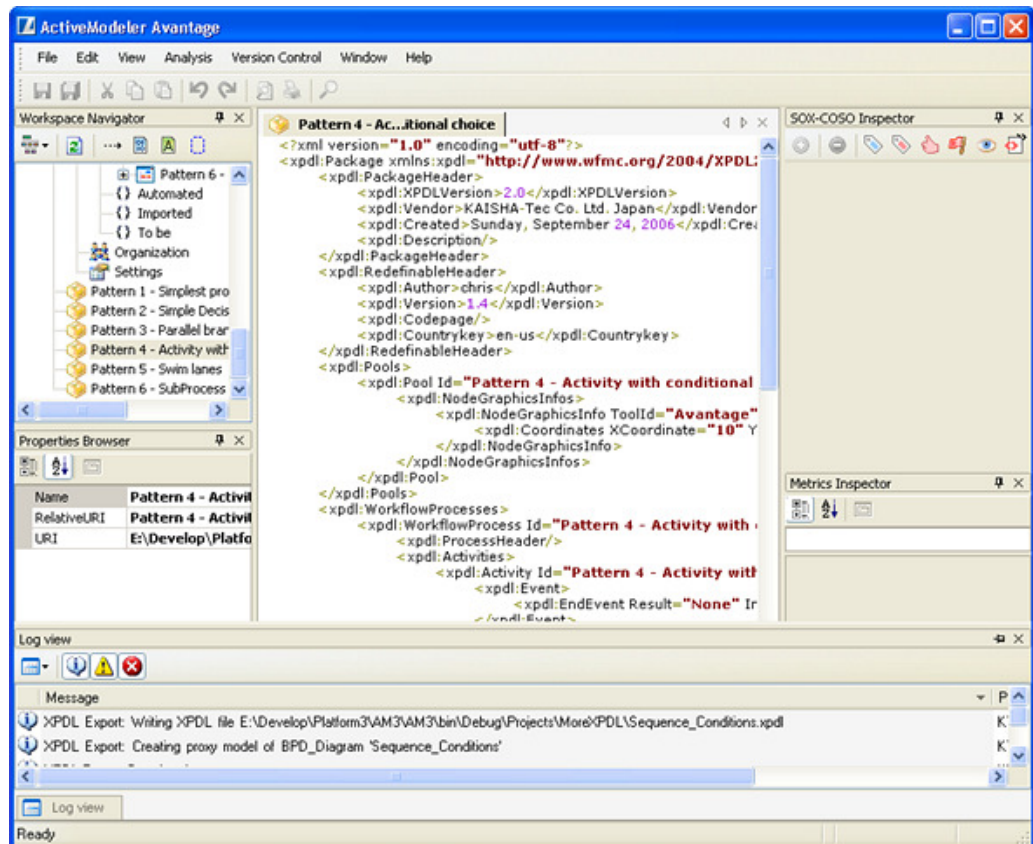 ActiveModeler Avantage
File Edit View Analysis Version Control Window Help
Workspace Navigator
Pattern 6 -
{} Automated
{} Imported
{} To be
Organization
Settings
Pattern 1 - Simplest pro
Pattern 2 - Simple Decis
Pattern 3 - Parallel brar
Pattern 4 - Activity with
Pattern 5 - Swim lanes
Pattern 6 - SubProcess
Properties Browser
Name Pattern 4 - Activit
RelativeURI Pattern 4 - Activit
URI E:\Develop\Platfo
Pattern 4 - Ac...itional choice
<?xml version="1.0" encoding="utf-8"?>
<xpdl:Package xmlns:xpdl="http://www.wfmc.org/2004/XPDL
<xpdl:PackageHeader>
<xpdl:XPDLVersion>2.0</xpdl:XPDLVersion>
<xpdl:Vendor>KAISHA-Tec Co. Ltd. Japan</xpdl:Vendor
<xpdl:Created>Sunday, September 24, 2006</xpdl:Crea
<xpdl:Description/>
</xpdl:PackageHeader>
<xpdl:RedefinableHeader>
<xpdl:Author>chris</xpdl:Author>
<xpdl:Version>1.4</xpdl:Version>
<xpdl:Codepage/>
<xpdl:Countrykey>en-us</xpdl:Countrykey>
</xpdl:RedefinableHeader>
<xpdl:Pools>
<xpdl:Pool Id="Pattern 4 - Activity with conditional
<xpdl:NodeGraphicsInfos>
<xpdl:NodeGraphicsInfo ToolId="Avantage"
<xpdl:Coordinates XCoordinate="10" Y
</xpdl:NodeGraphicsInfo>
</xpdl:NodeGraphicsInfos>
</xpdl:Pool>
</xpdl:Pools>
<xpdl:WorkflowProcesses>
<xpdl:WorkflowProcess Id="Pattern 4 - Activity with
<xpdl:ProcessHeader/>
<xpdl:Activities>
<xpdl:Activity Id="Pattern 4 - Activity with
<xpdl:Event>
<xpdl:EndEvent Result="None" Ir
</xpdl:Event>
SOX-COSO Inspector
Metrics Inspector
Log view
Message P
XPDL Export: Writing XPDL file E:\Develop\Platform3\AM3\AM3\bin\Debug\Projects\MoreXPDL\Sequence_Conditions.xpdl K
XPDL Export: Creating proxy model of BPD_Diagram 'Sequence_Conditions' K
Log view
Ready